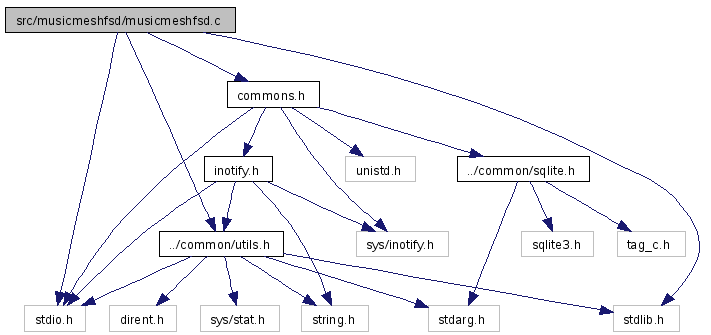 src/musicmeshfsd/musicmeshfsd.c
commons.h
inotify.h
unistd.h
../common/sqlite.h
../common/utils.h
sys/inotify.h
sqlite3.h
tag_c.h
stdio.h
dirent.h
sys/stat.h
string.h
stdarg.h
stdlib.h